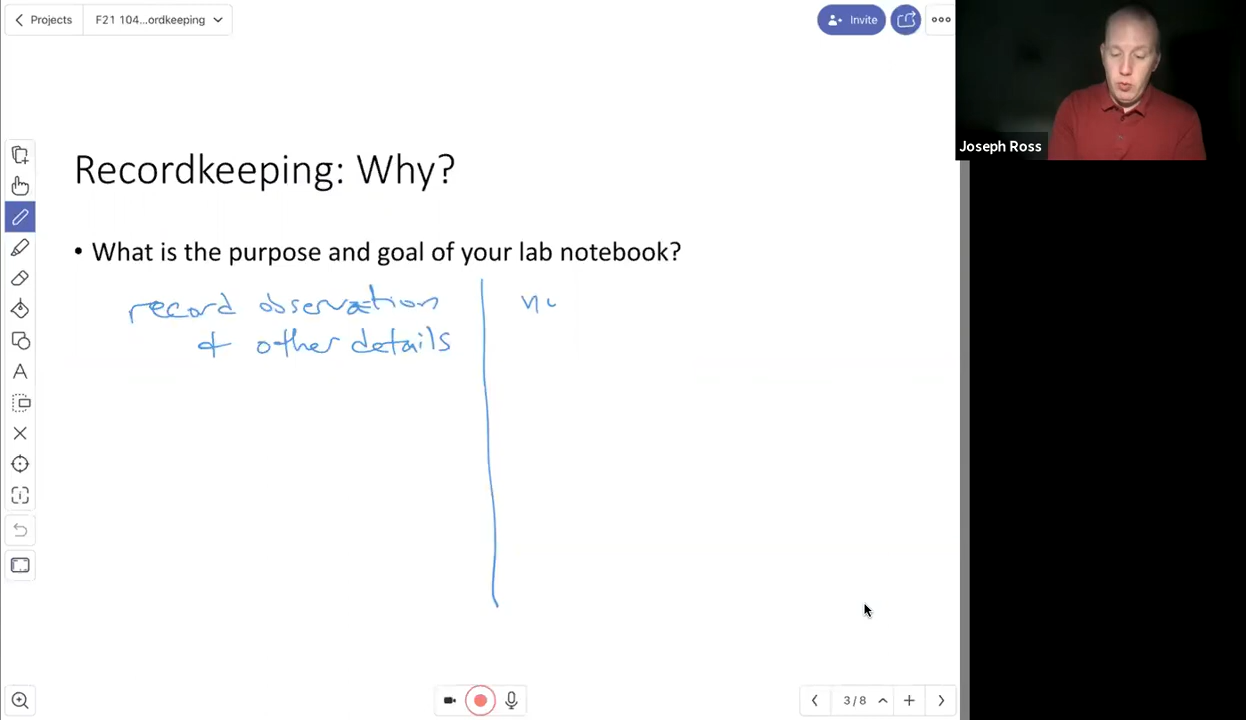 Projects
F21 104...ordkeeping
Invite
Joseph Ross
Recordkeeping: Why?
• What is the purpose and goal of your lab notebook?
record observation
+ other details
A
3/8